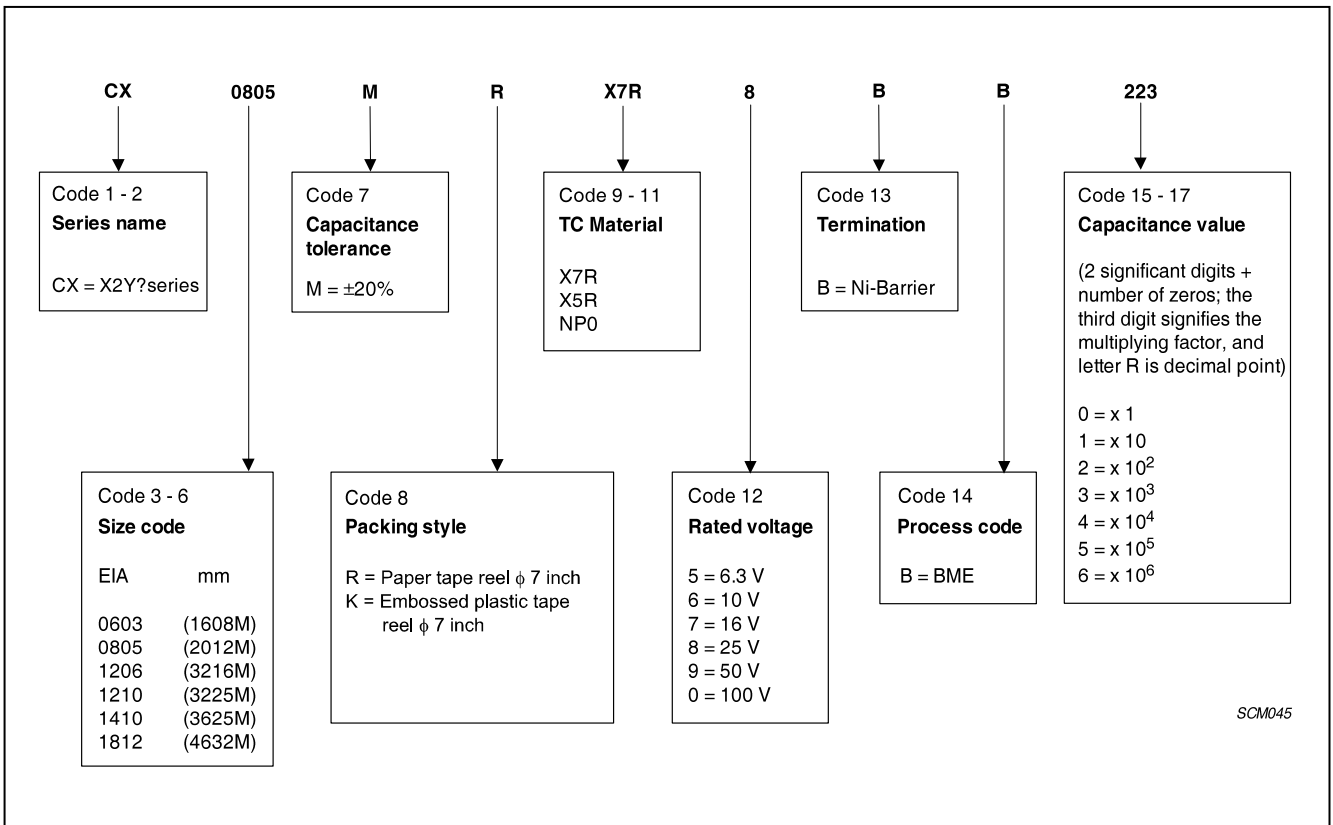 CX 0805 M R X7R 8 B B 223
Code 1 - 2
Series name
CX = X2Y?series
Code 7
Capacitance
tolerance
M = ±20%
Code 9 - 11
TC Material
X7R
X5R
NP0
Code 13
Termination
B = Ni-Barrier
Code 15 - 17
Capacitance value
(2 significant digits +
number of zeros; the
third digit signifies the
multiplying factor, and
letter R is decimal point)
0 = x 1
1 = x 10
2 = x 10²
3 = x 10³
4 = x 10⁴
5 = x 10⁵
6 = x 10⁶
Code 3 - 6
Size code
EIA mm
0603 (1608M)
0805 (2012M)
1206 (3216M)
1210 (3225M)
1410 (3625M)
1812 (4632M)
Code 8
Packing style
R = Paper tape reel ϕ 7 inch
K = Embossed plastic tape
reel ϕ 7 inch
Code 12
Rated voltage
5 = 6.3 V
6 = 10 V
7 = 16 V
8 = 25 V
9 = 50 V
0 = 100 V
Code 14
Process code
B = BME
SCM045